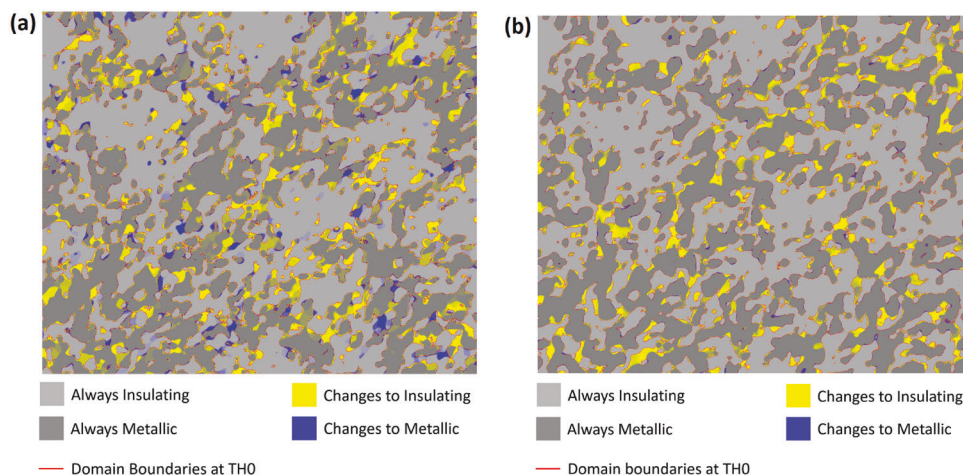 (a)
(b)
Always Insulating
Changes to Insulating
Always Metallic
Changes to Metallic
Domain Boundaries at TH0
Always Insulating
Changes to Insulating
Always Metallic
Changes to Metallic
Domain boundaries at TH0